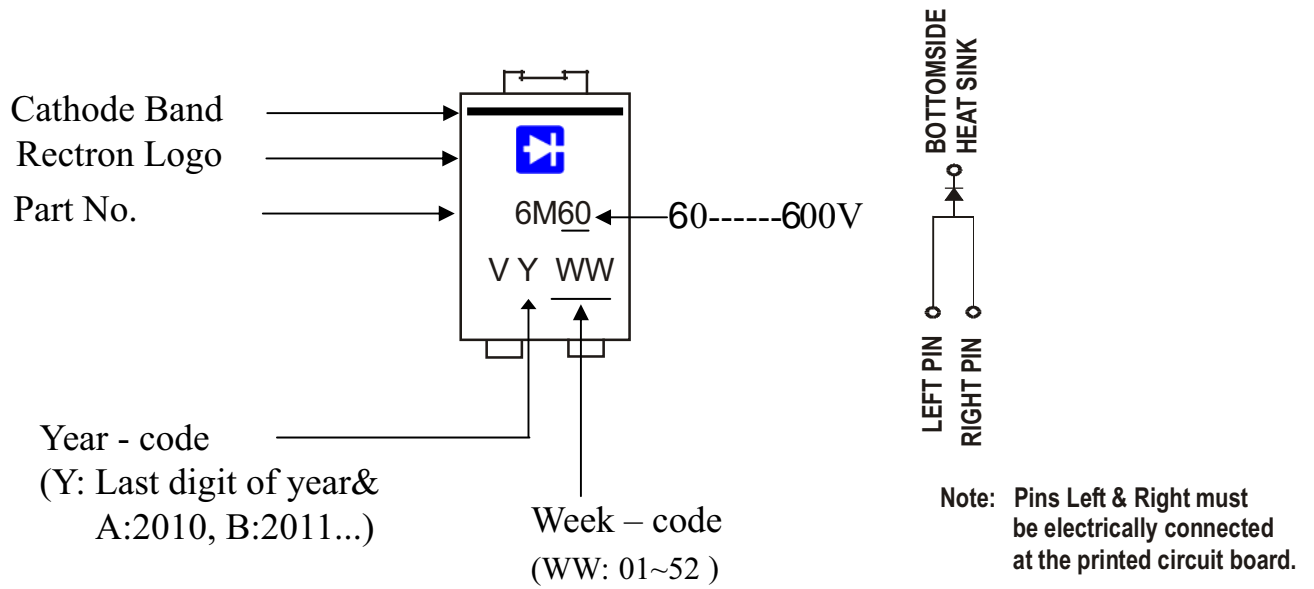 Cathode Band
Rectron Logo
Part No.
6M60
60------600V
V Y WW
Year - code
(Y: Last digit of year&
A:2010, B:2011...)
Week – code
(WW: 01~52 )
BOTTOMSIDE
HEAT SINK
LEFT PIN
RIGHT PIN
Note: Pins Left & Right must
be electrically connected
at the printed circuit board.